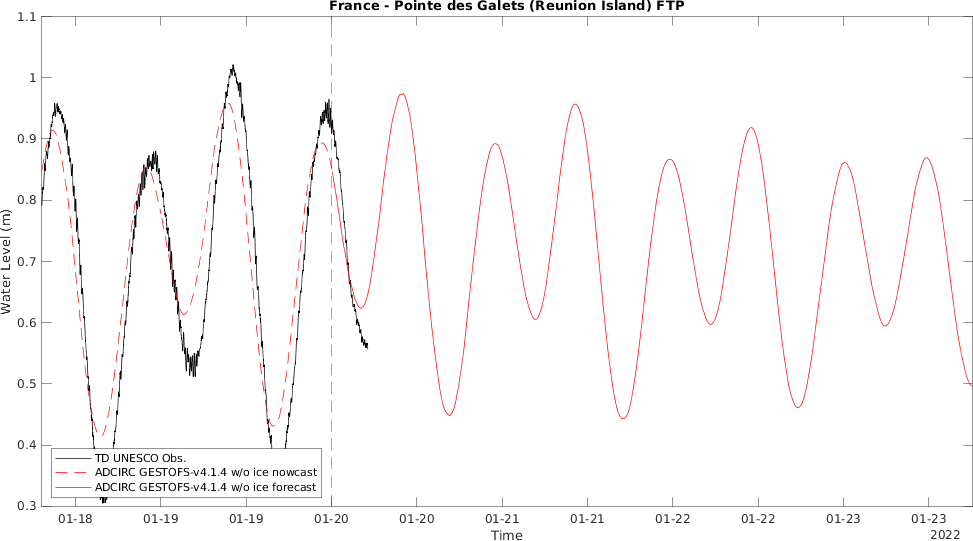 France - Pointe des Galets (Reunion Island) FTP
1.1
1
0.9
0.8
0.7
0.6
0.5
0.4
0.3
Water Level (m)
TD UNESCO Obs.
ADCIRC GESTOFS-v4.1.4 w/o ice nowcast
ADCIRC GESTOFS-v4.1.4 w/o ice forecast
01-18 01-19 01-19 01-20 01-20 01-21 01-21 01-22 01-22 01-23 01-23
Time
2022